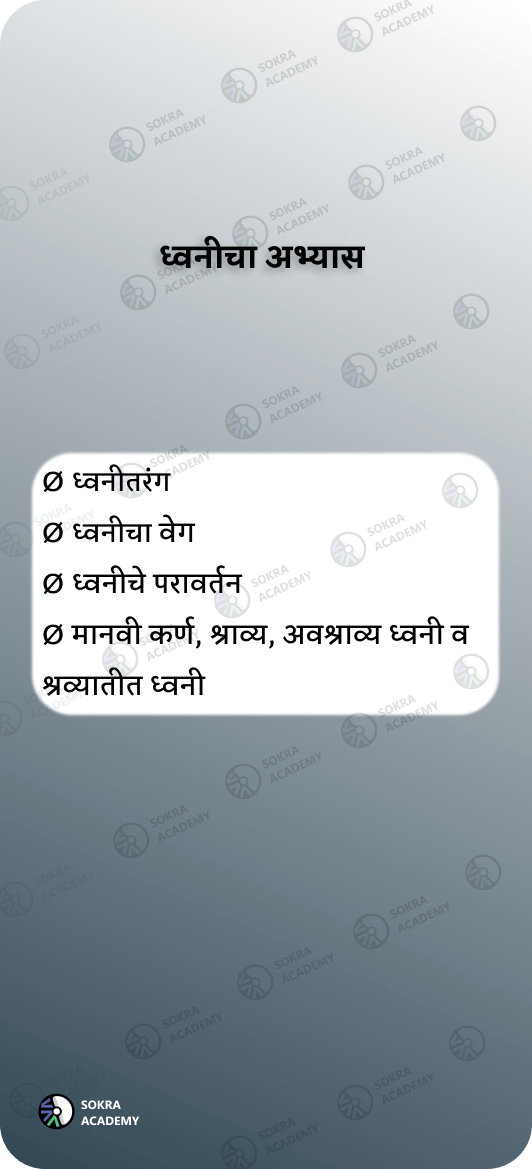 ध्वनीचा अभ्यास
Ø ध्वनीतरंग
Ø ध्वनीचा वेग
Ø ध्वनीचे परावर्तन
Ø मानवी कर्ण, श्राव्य, अवश्राव्य ध्वनी व
श्रव्यातीत ध्वनी
SOKRA
ACADEMY